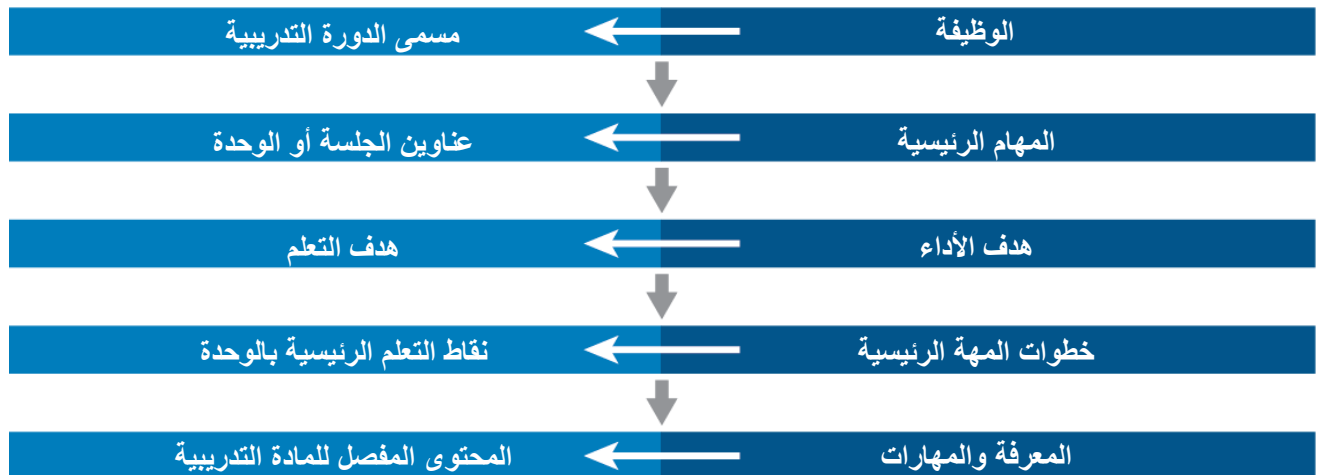 الوظيفة
مسمى الدورة التدريبية
المهام الرئيسية
عناوين الجلسة أو الوحدة
هدف الأداء
هدف التعلم
خطوات المهة الرئيسية
نقاط التعلم الرئيسية بالوحدة
المعرفة والمهارات
المحتوى المفصل للمادة التدريبية